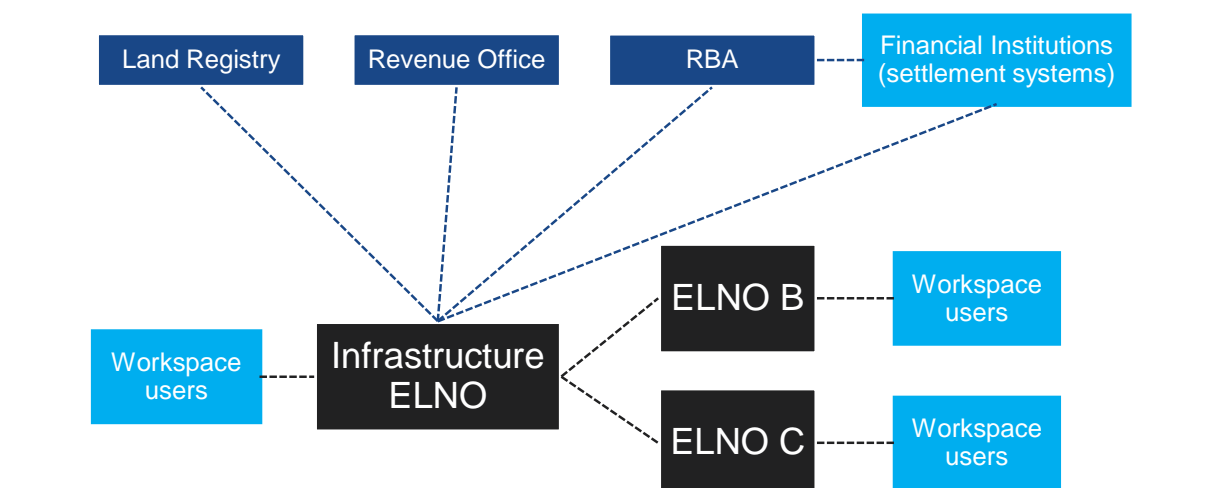 Land Registry
Revenue Office
RBA
Financial Institutions
(settlement systems)
ELNO B
Workspace
users
Workspace
users
Infrastructure
ELNO
ELNO C
Workspace
users